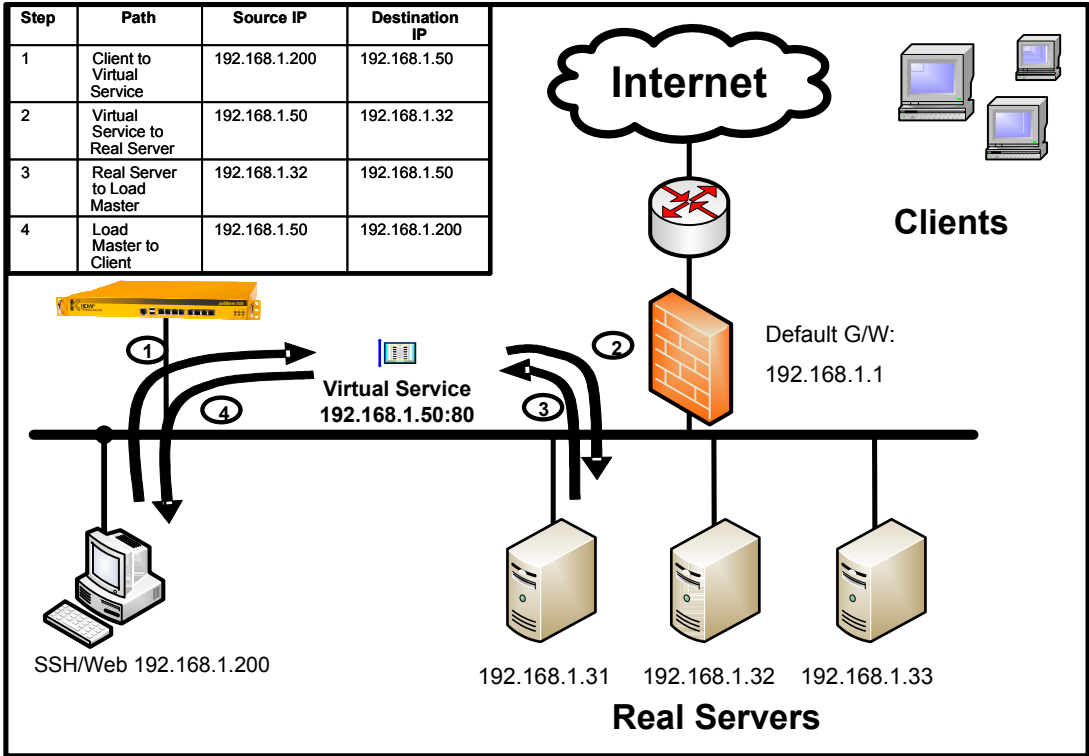 Step Path Source IP Destination
IP
1 Client to 192.168.1.200 192.168.1.50
Virtual
Service
2 Virtual 192.168.1.50 192.168.1.32
Service to
Real Server
3 Real Server 192.168.1.32 192.168.1.50
to Load
Master
4 Load 192.168.1.50 192.168.1.200
Master to
Client
Internet
Clients
KEMP
1
2
Default G/W:
192.168.1.1
Virtual Service
192.168.1.50:80
4
3
SSH/Web 192.168.1.200
192.168.1.31 192.168.1.32 192.168.1.33
Real Servers